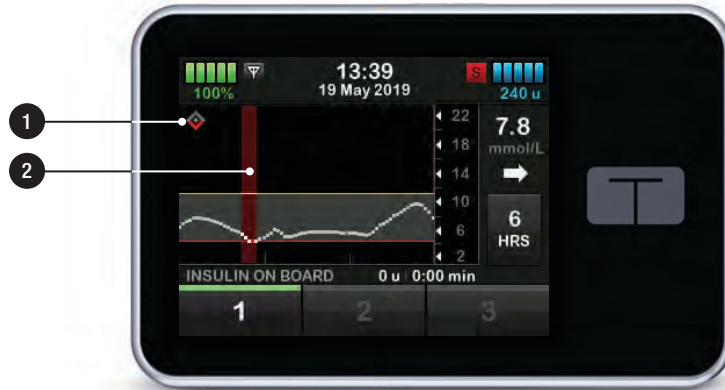 13:39
S
100%
19 May 2019
240 u
1
22
7.8
18
mmol/L
2
14
10
6
6
HRS
2
INSULIN ON BOARD 0 u 0:00 min
1 2 3